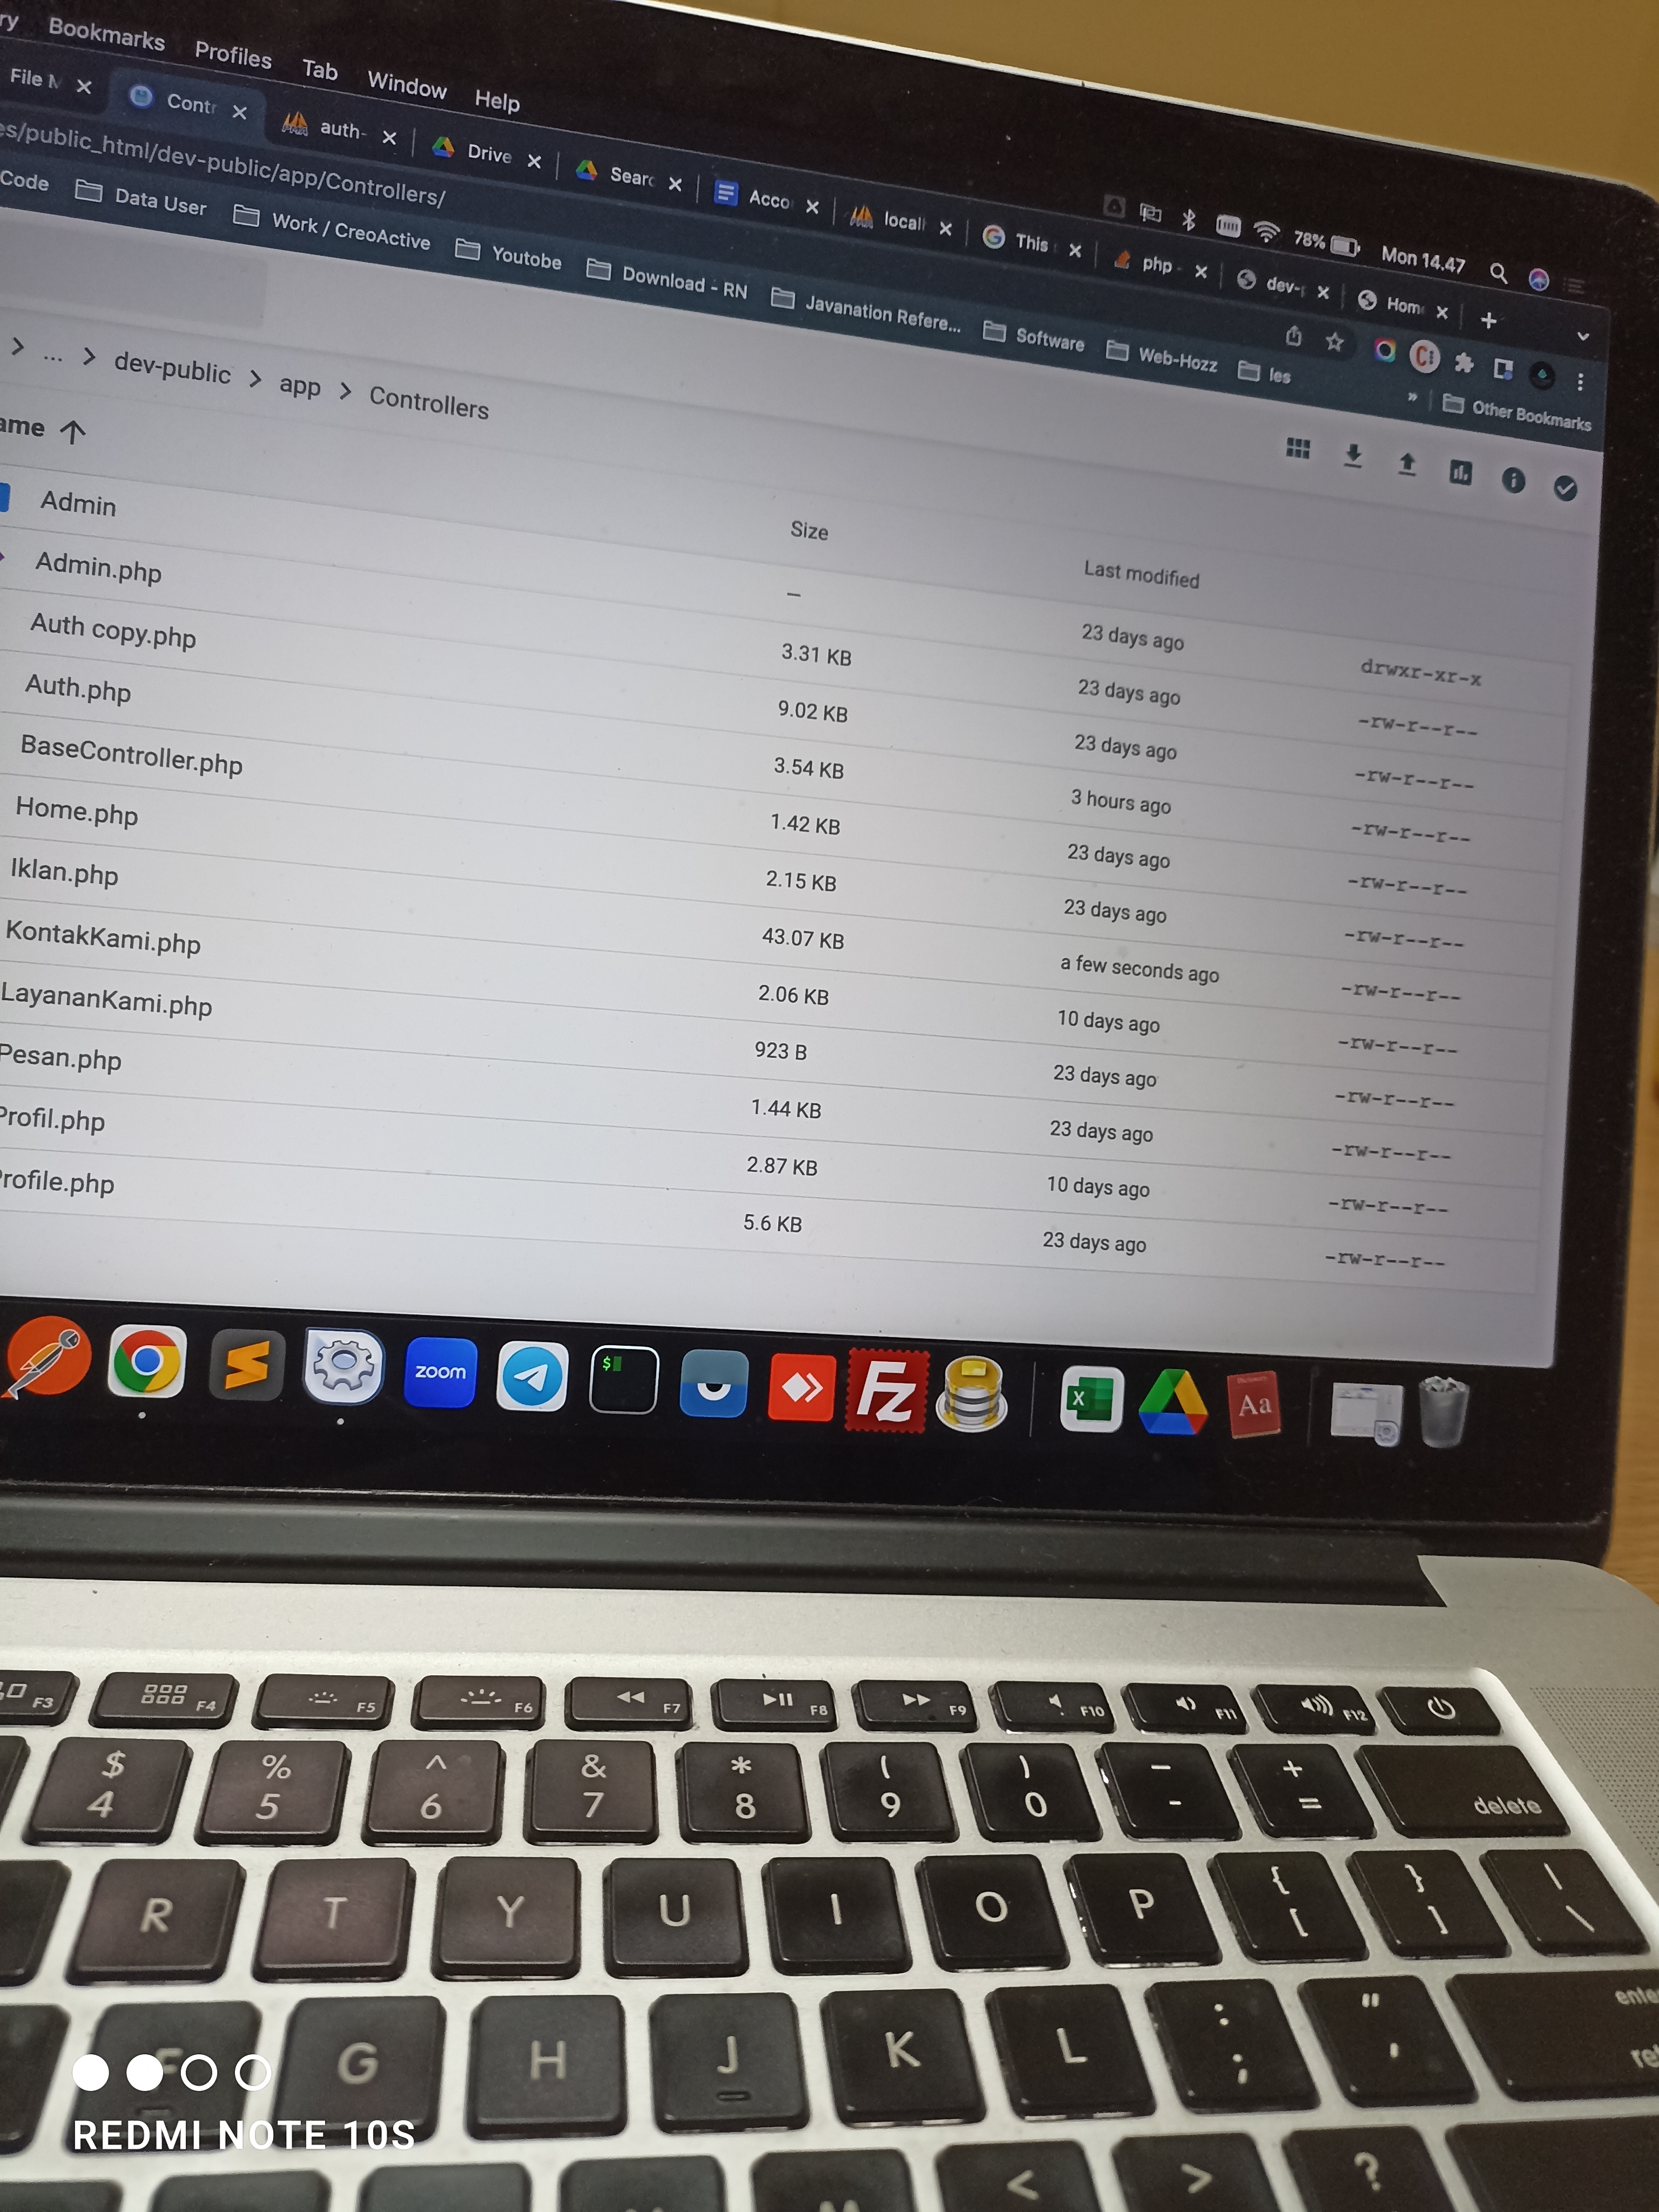 ry Bookmarks Profiles Tab Window Help
78% Mon 14.47
File M Contr auth- Drive Searc Acco locall This php - dev-p Home
es/public_html/dev-public/app/Controllers/
Code Data User Work / CreoActive Youtobe Download - RN Javanation Refere... Software Web-Hozz les
» Other Bookmarks
> ... > dev-public > app > Controllers
ame ↑ Size Last modified
Admin – 23 days ago drwxr-xr-x
Admin.php 3.31 KB 23 days ago -rw-r--r--
Auth copy.php 9.02 KB 23 days ago -rw-r--r--
Auth.php 3.54 KB 3 hours ago -rw-r--r--
BaseController.php 1.42 KB 23 days ago -rw-r--r--
Home.php 2.15 KB 23 days ago -rw-r--r--
Iklan.php 43.07 KB a few seconds ago -rw-r--r--
KontakKami.php 2.06 KB 10 days ago -rw-r--r--
LayananKami.php 923 B 23 days ago -rw-r--r--
Pesan.php 1.44 KB 23 days ago -rw-r--r--
Profil.php 2.87 KB 10 days ago -rw-r--r--
rofile.php 5.6 KB 23 days ago -rw-r--r--
zoom $ Fz X Aa
F3 F4 F5 F6 F7 F8 F9 F10 F11 F12
$ % ^ & * ( ) – +
4 5 6 7 8 9 0 - = delete
{ } |
R T Y U I O P [ ] \
: " ente
F G H J K L ; ' ret
< > ?
REDMI NOTE 10S